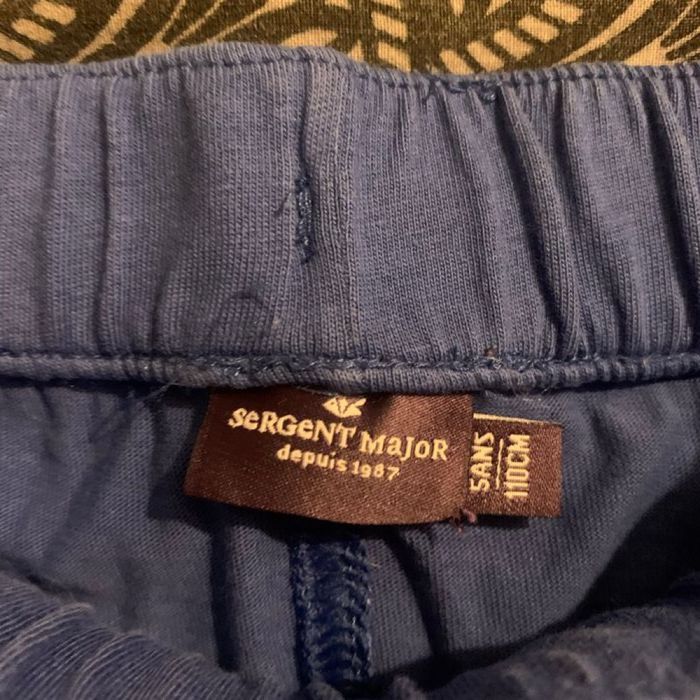 SeRGeNT MaJoR
depuis 1987
5ANS
110CM